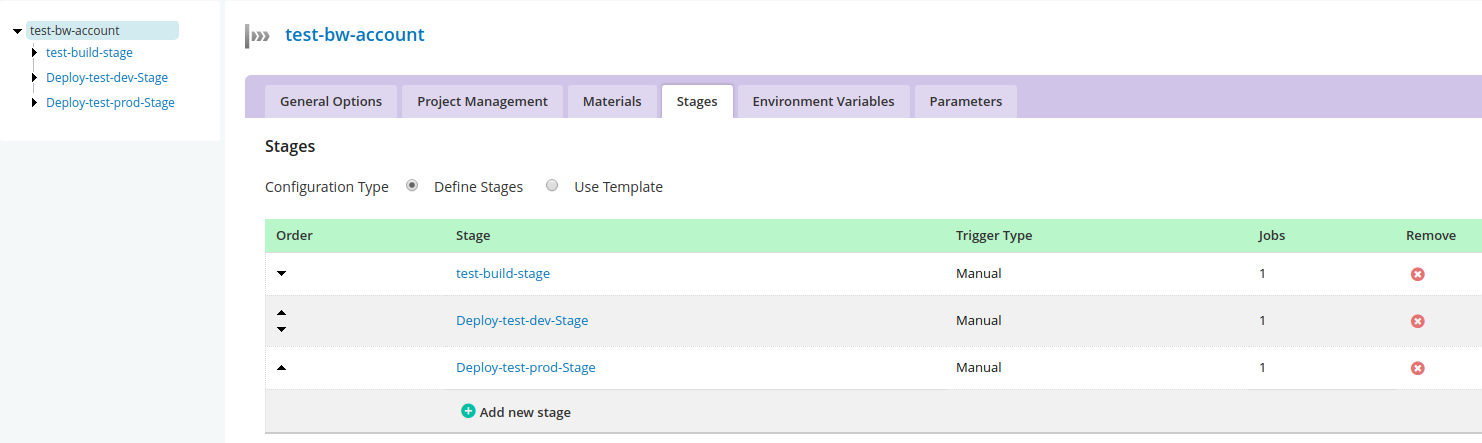 test-bw-account
test-build-stage
Deploy-test-dev-Stage
Deploy-test-prod-Stage
test-bw-account
General Options Project Management Materials Stages Environment Variables Parameters
Stages
Configuration Type Define Stages Use Template
Order Stage Trigger Type Jobs Remove
test-build-stage Manual 1
Deploy-test-dev-Stage Manual 1
Deploy-test-prod-Stage Manual 1
Add new stage